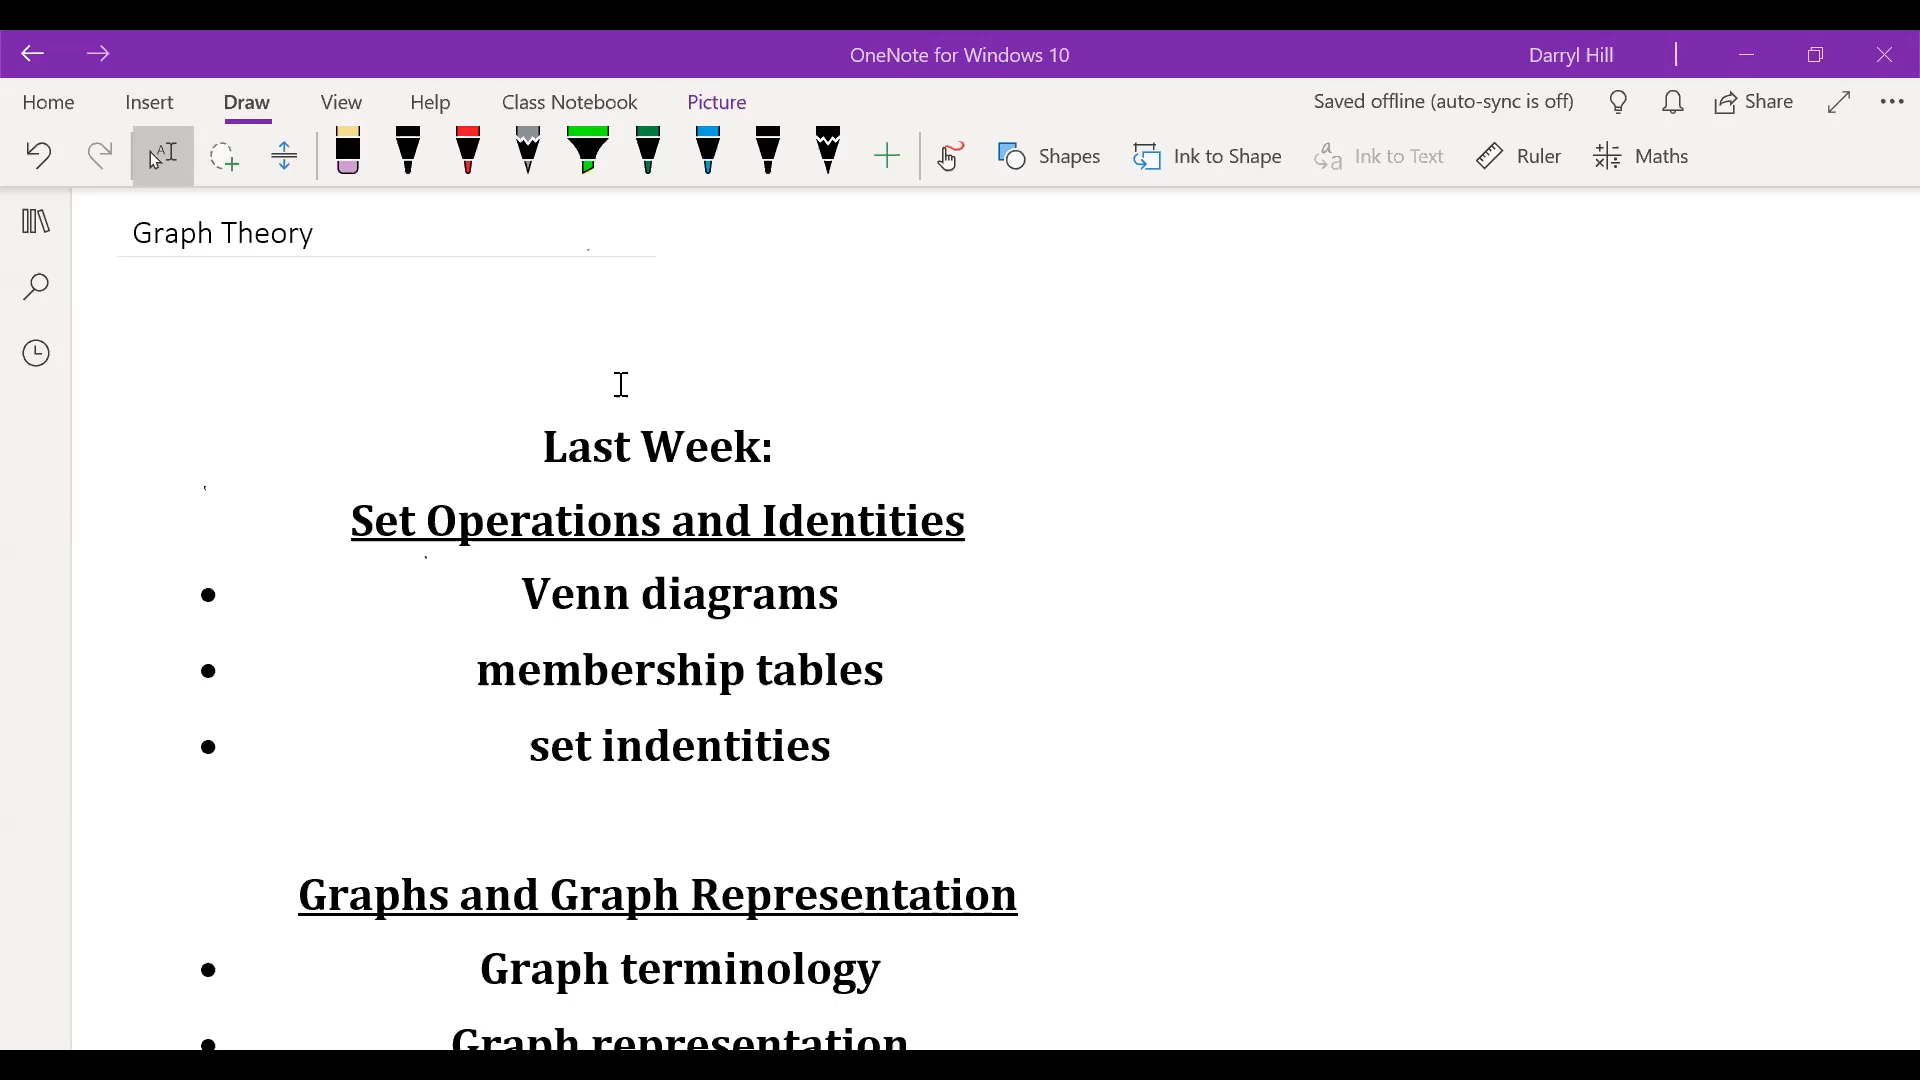 OneNote for Windows 10
Darryl Hill
Home Insert Draw View Help Class Notebook Picture
Saved offline (auto-sync is off) Share
Shapes Ink to Shape Ink to Text Ruler Maths
Graph Theory
Last Week:
Set Operations and Identities
• Venn diagrams
• membership tables
• set indentities
Graphs and Graph Representation
• Graph terminology
• Graph representation